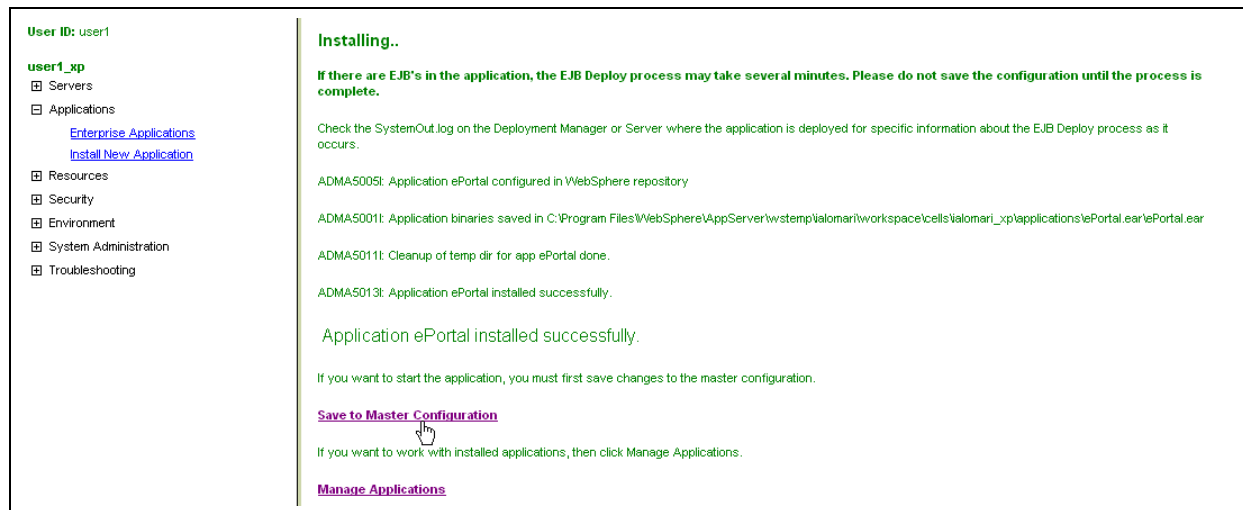 User ID: user1
user1_xp
Servers
Applications
Enterprise Applications
Install New Application
Resources
Security
Environment
System Administration
Troubleshooting
Installing..
If there are EJB's in the application, the EJB Deploy process may take several minutes. Please do not save the configuration until the process is
complete.
Check the SystemOut.log on the Deployment Manager or Server where the application is deployed for specific information about the EJB Deploy process as it
occurs.
ADMA5005I: Application ePortal configured in WebSphere repository
ADMA5001I: Application binaries saved in C:\Program Files\WebSphere\AppServer\wstemp\ialomari\workspace\cells\ialomari_xp\applications\ePortal.ear\ePortal.ear
ADMA5011I: Cleanup of temp dir for app ePortal done.
ADMA5013I: Application ePortal installed successfully.
Application ePortal installed successfully.
If you want to start the application, you must first save changes to the master configuration.
Save to Master Configuration
If you want to work with installed applications, then click Manage Applications.
Manage Applications